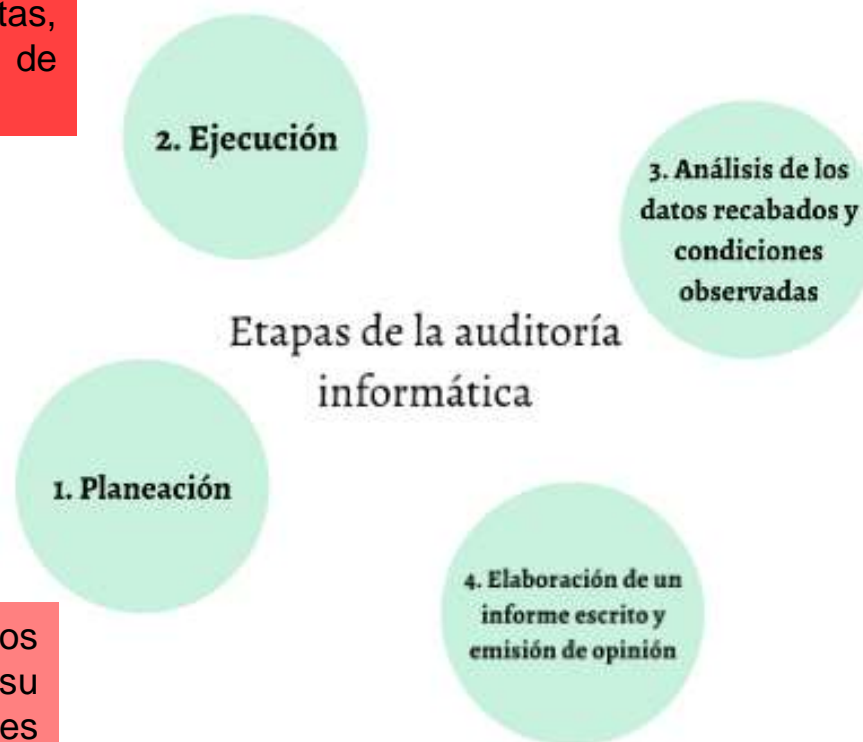 tas,
de
2. Ejecución
3. Análisis de los
datos recabados y
condiciones
observadas
Etapas de la auditoría
informática
1. Planeación
4. Elaboración de un
informe escrito y
emisión de opinión
os
su
es